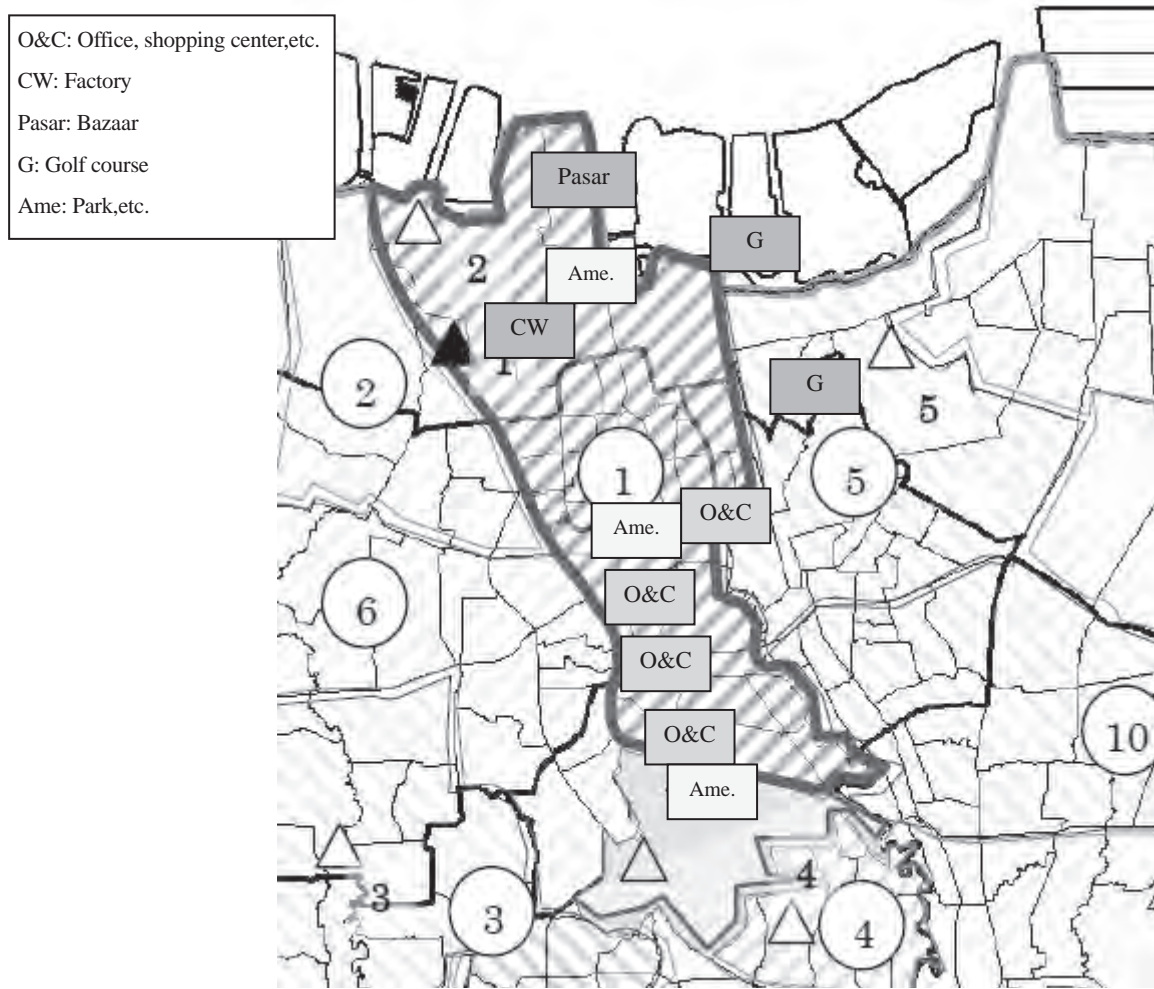 O&C: Office, shopping center,etc.
CW: Factory
Pasar: Bazaar
G: Golf course
Ame: Park,etc.
Pasar
G
2
Ame.
CW
1
2
G
5
1
5
O&C
Ame.
6
O&C
O&C
O&C
10
Ame.
3
3
4
4